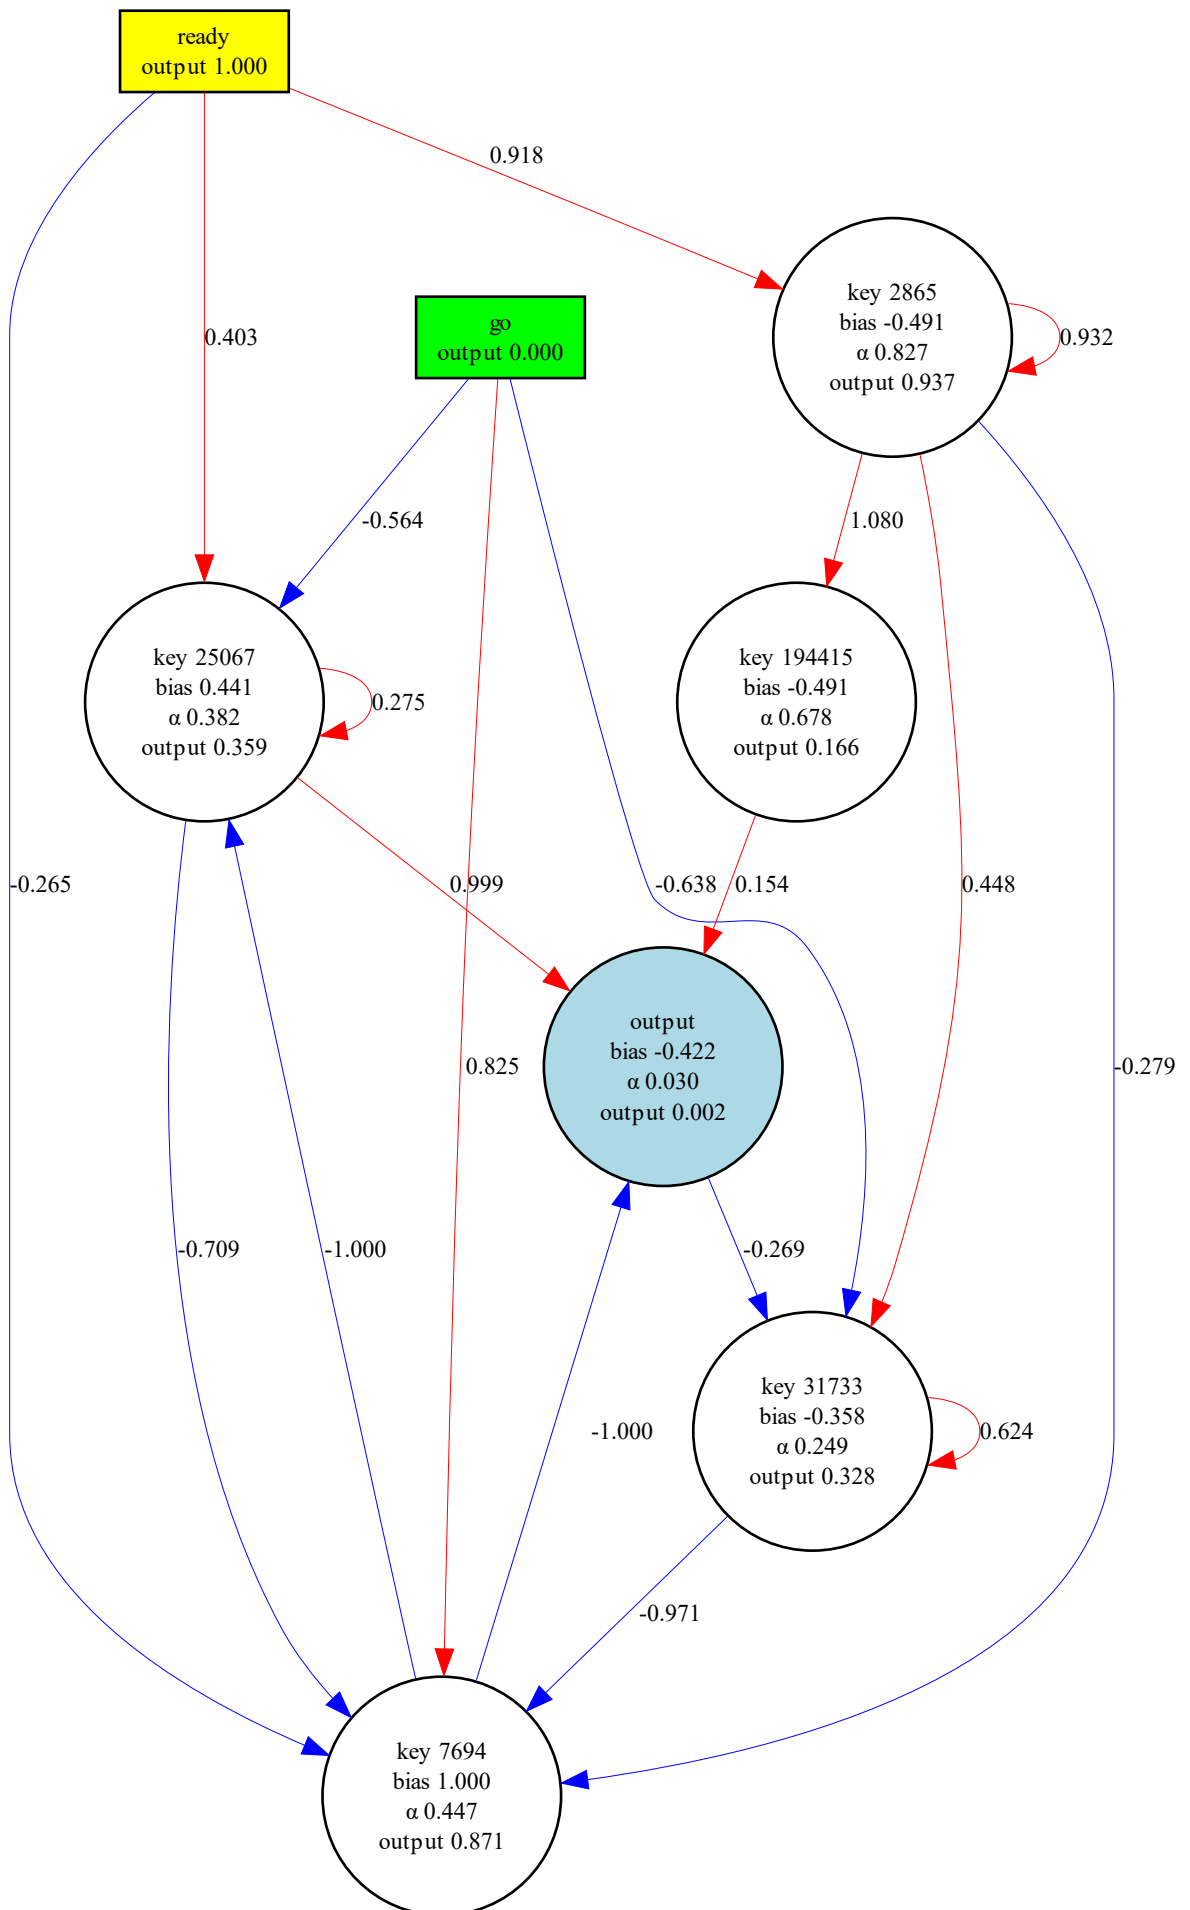 ready
output 1.000
0.918
key 2865
bias -0.491
α 0.827
output 0.937
0.932
go
output 0.000
0.403
-0.564
1.080
key 25067
bias 0.441
α 0.382
output 0.359
0.275
key 194415
bias -0.491
α 0.678
output 0.166
-0.265
0.999
-0.638
0.154
0.448
output
bias -0.422
α 0.030
output 0.002
0.825
-0.279
-0.709
-1.000
-0.269
key 31733
bias -0.358
α 0.249
output 0.328
0.624
-1.000
-0.971
key 7694
bias 1.000
α 0.447
output 0.871